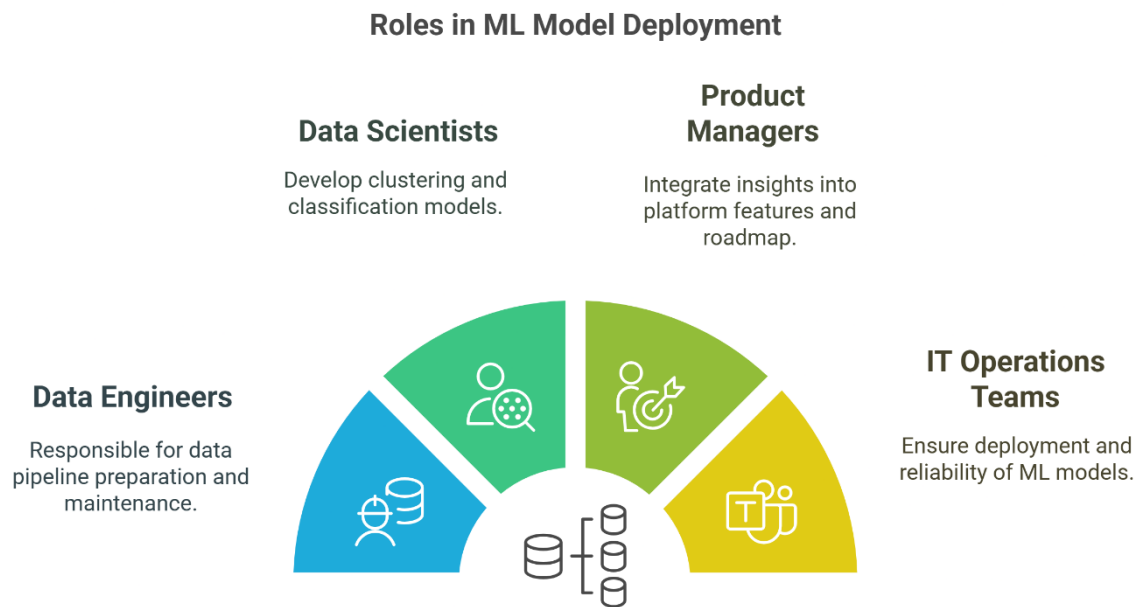 Roles in ML Model Deployment
Data Scientists
Develop clustering and
classification models.
Product
Managers
Integrate insights into
platform features and
roadmap.
Data Engineers
Responsible for data
pipeline preparation and
maintenance.
IT Operations
Teams
Ensure deployment and
reliability of ML models.
T